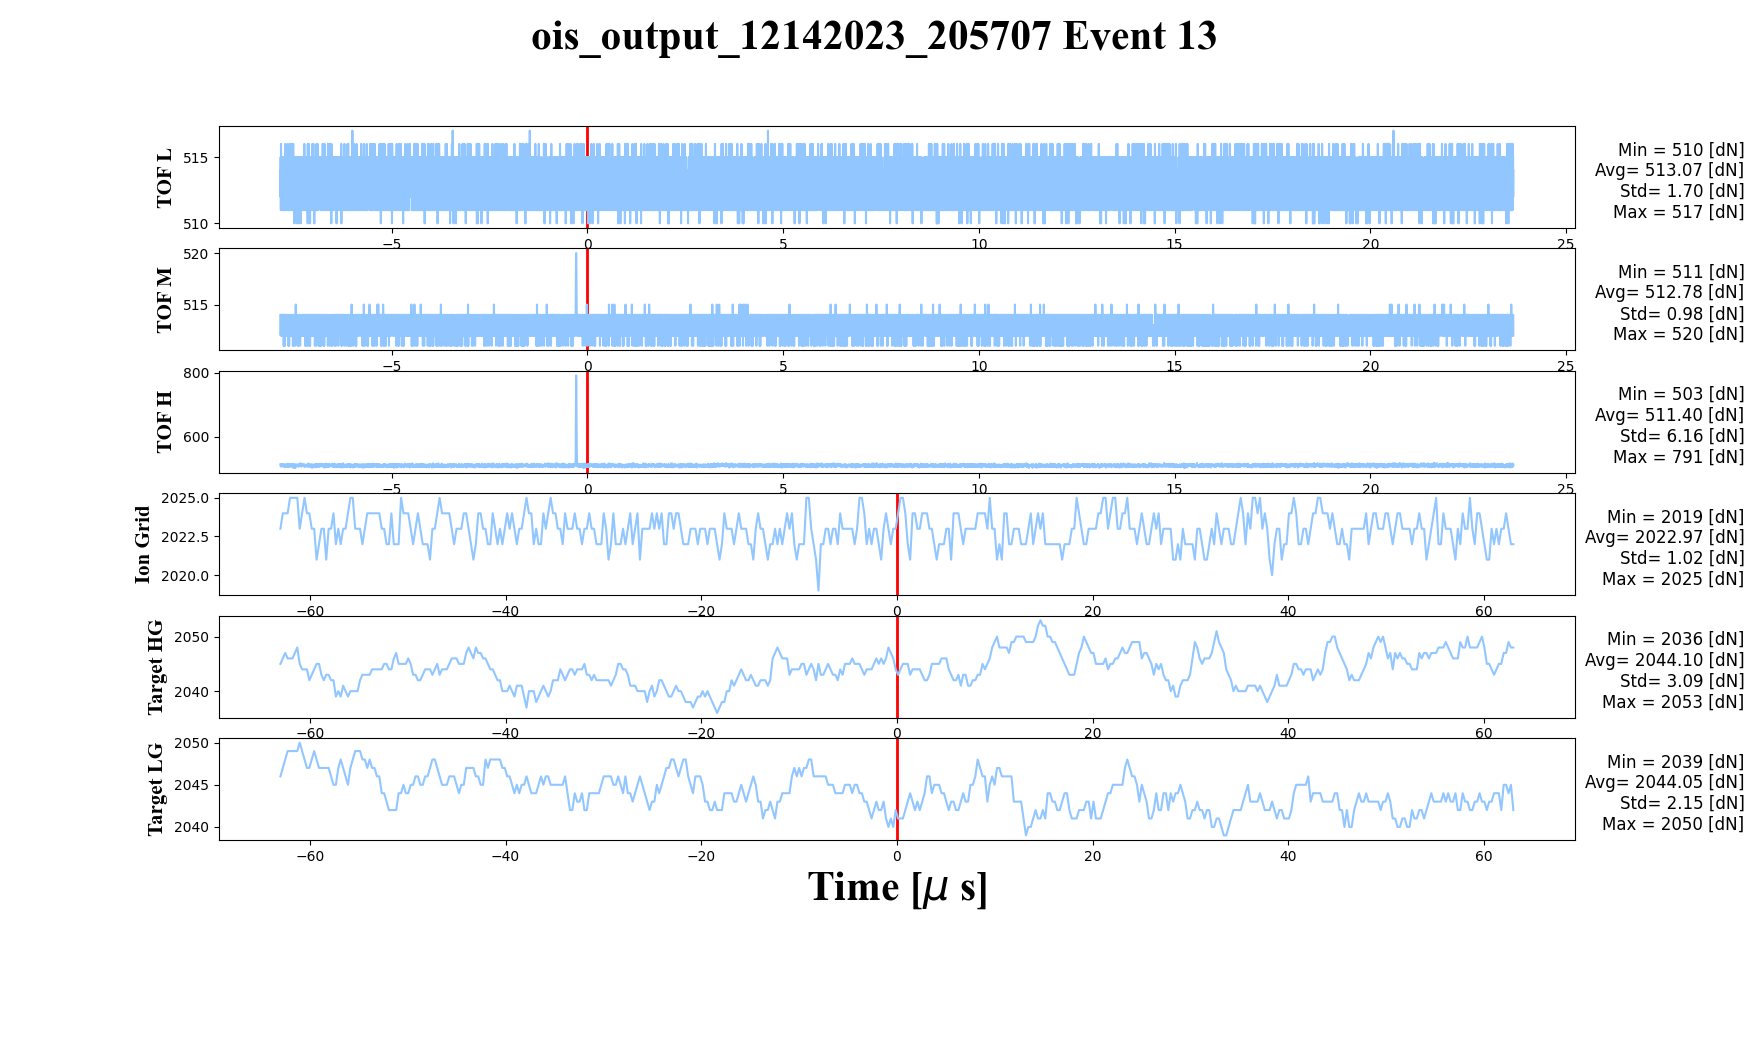 ois_output_12142023_205707 Event 13
TOF L
515
510
−5
0
5
10
15
20
25
Min = 510 [dN]
Avg= 513.07 [dN]
Std= 1.70 [dN]
Max = 517 [dN]
TOF M
520
515
−5
0
5
10
15
20
25
Min = 511 [dN]
Avg= 512.78 [dN]
Std= 0.98 [dN]
Max = 520 [dN]
TOF H
800
600
−5
0
5
10
15
20
25
Min = 503 [dN]
Avg= 511.40 [dN]
Std= 6.16 [dN]
Max = 791 [dN]
Ion Grid
2025.0
2022.5
2020.0
−60
−40
−20
0
20
40
60
Min = 2019 [dN]
Avg= 2022.97 [dN]
Std= 1.02 [dN]
Max = 2025 [dN]
Target HG
2050
2040
−60
−40
−20
0
20
40
60
Min = 2036 [dN]
Avg= 2044.10 [dN]
Std= 3.09 [dN]
Max = 2053 [dN]
Target LG
2050
2045
2040
−60
−40
−20
0
20
40
60
Min = 2039 [dN]
Avg= 2044.05 [dN]
Std= 2.15 [dN]
Max = 2050 [dN]
Time [μ s]